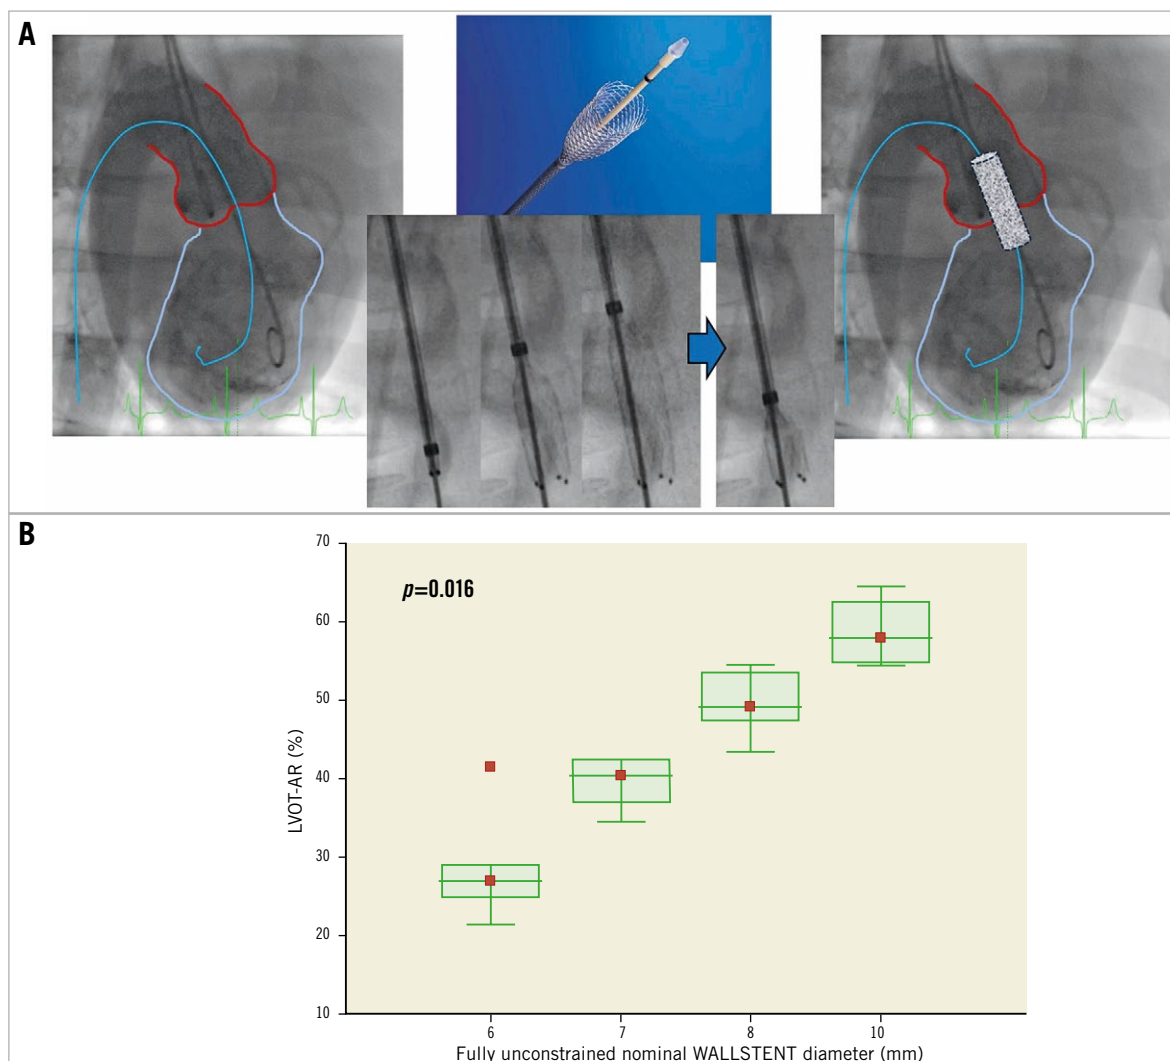 A
B
p=0.016
LVOT-AR (%)
70
60
50
40
30
20
10
6 7 8 10
Fully unconstrained nominal WALLSTENT diameter (mm)